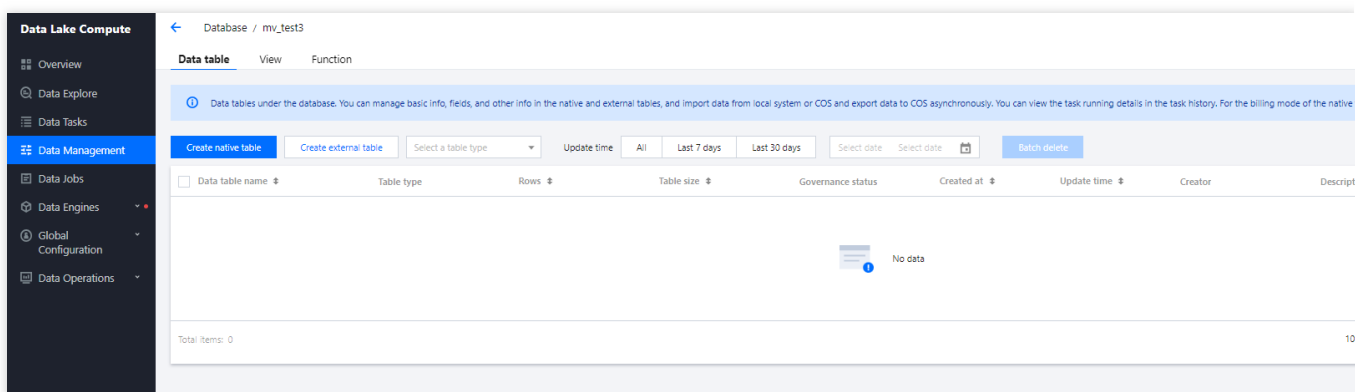 Data Lake Compute
Overview
Data Explore
Data Tasks
Data Management
Data Jobs
Data Engines
Global
Configuration
Data Operations
Database / mv_test3
Data table View Function
Data tables under the database. You can manage basic info, fields, and other info in the native and external tables, and import data from local system or COS and export data to COS asynchronously. You can view the task running details in the task history. For the billing mode of the native
Create native table Create external table Select a table type Update time All Last 7 days Last 30 days Select date Select date Batch delete
Data table name Table type Rows Table size Governance status Created at Update time Creator Descript
No data
Total items: 0 10